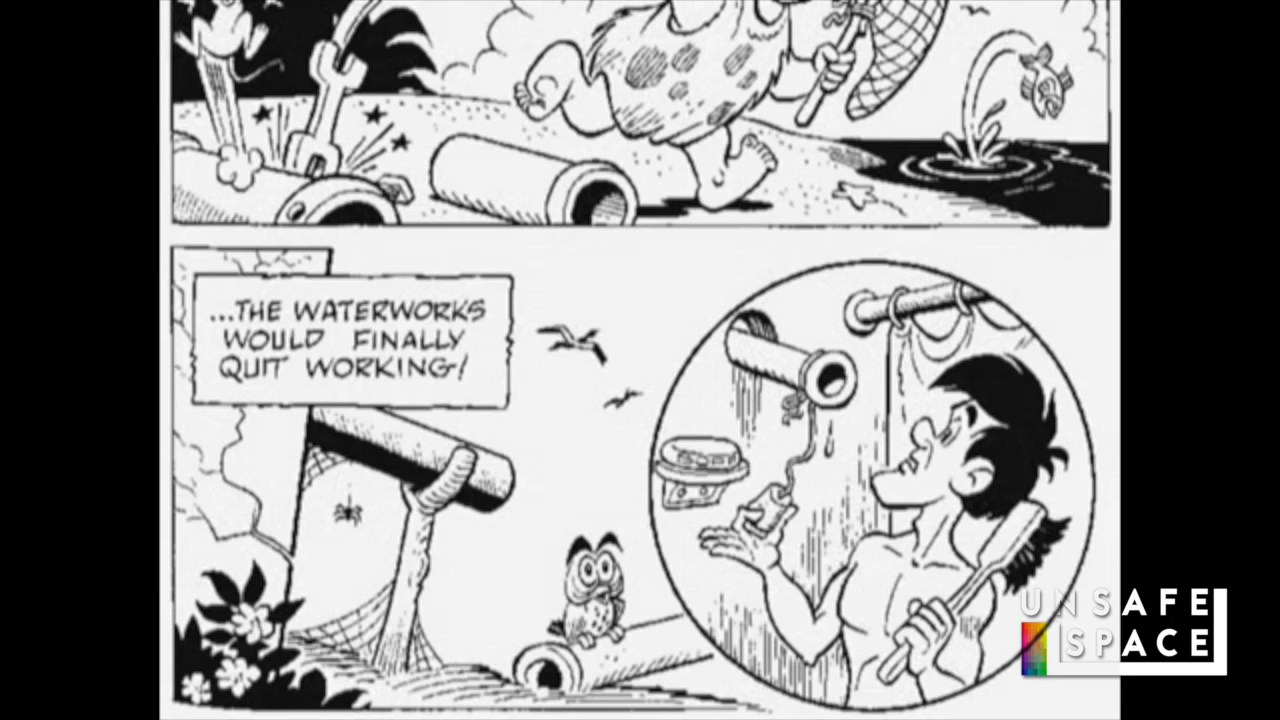 ...THE WATERWORKS
WOULD FINALLY
QUIT WORKING!
UNSAFE
SPACE